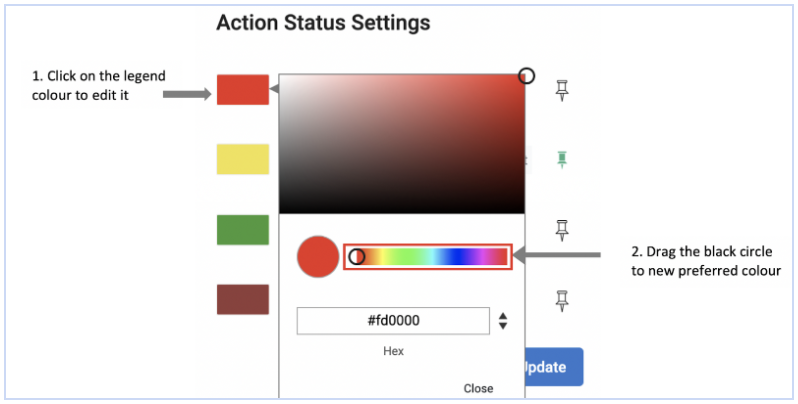 Action Status Settings
1. Click on the legend
colour to edit it
2. Drag the black circle
to new preferred colour
#fd0000
Hex
Update
Close